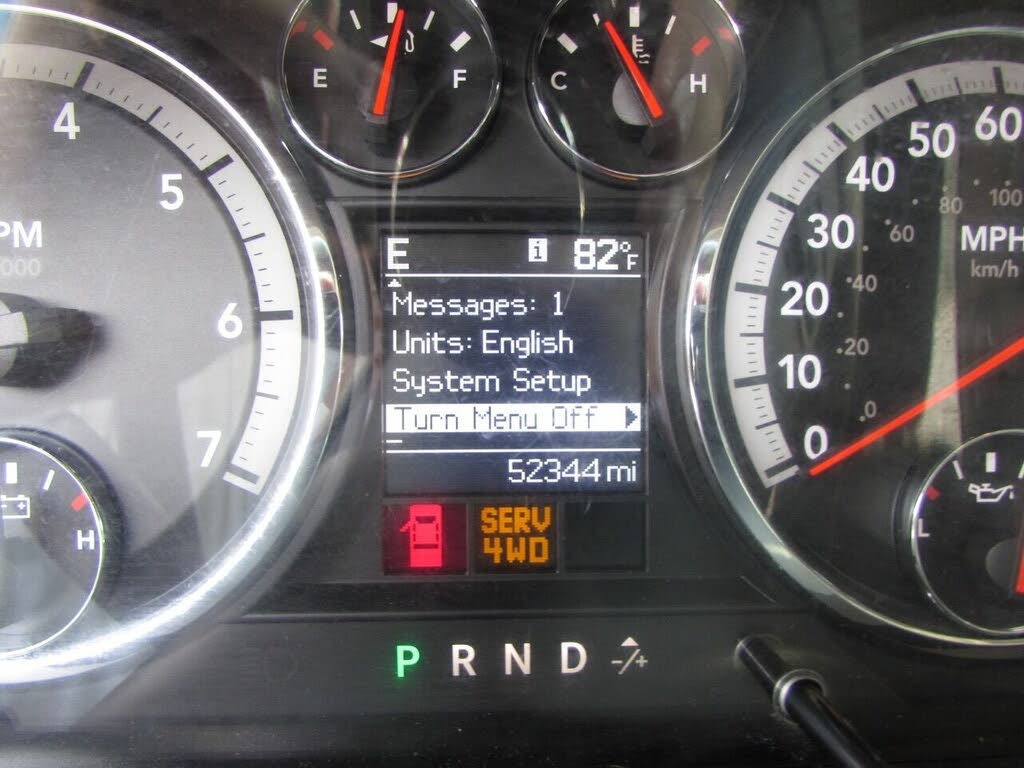 E F
C H
4
5
6
7
PM
000
H
E i 82°F
Messages: 1
Units: English
System Setup
Turn Menu Off
52344 mi
SERV
4WD
P R N D -/+
60
50
40
30
20
10
0
100
80
60
40
20
0
MPH
km/h
L